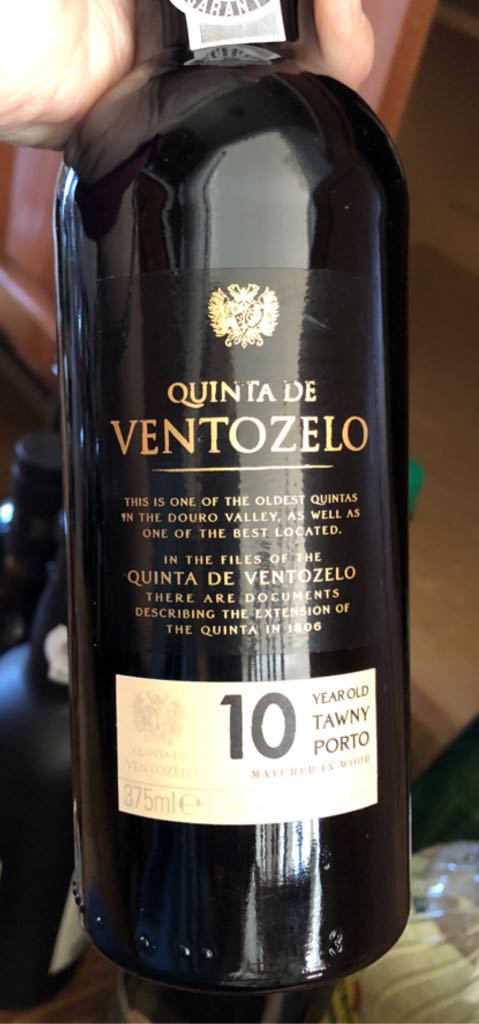 GARANT
QUINTA DE
VENTOZELO
THIS IS ONE OF THE OLDEST QUINTAS
IN THE DOURO VALLEY, AS WELL AS
ONE OF THE BEST LOCATED.
IN THE FILES OF THE
QUINTA DE VENTOZELO
THERE ARE DOCUMENTS
DESCRIBING THE EXTENSION OF
THE QUINTA IN 1806
10
YEAR OLD
TAWNY
PORTO
MATURED IN WOOD
QUINTA DE
VENTOZELO
375ml e